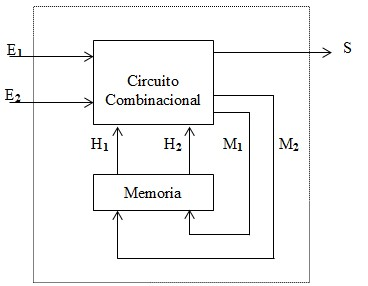 E1
S
E2
Circuito
Combinacional
H1
H2
M1
M2
Memoria